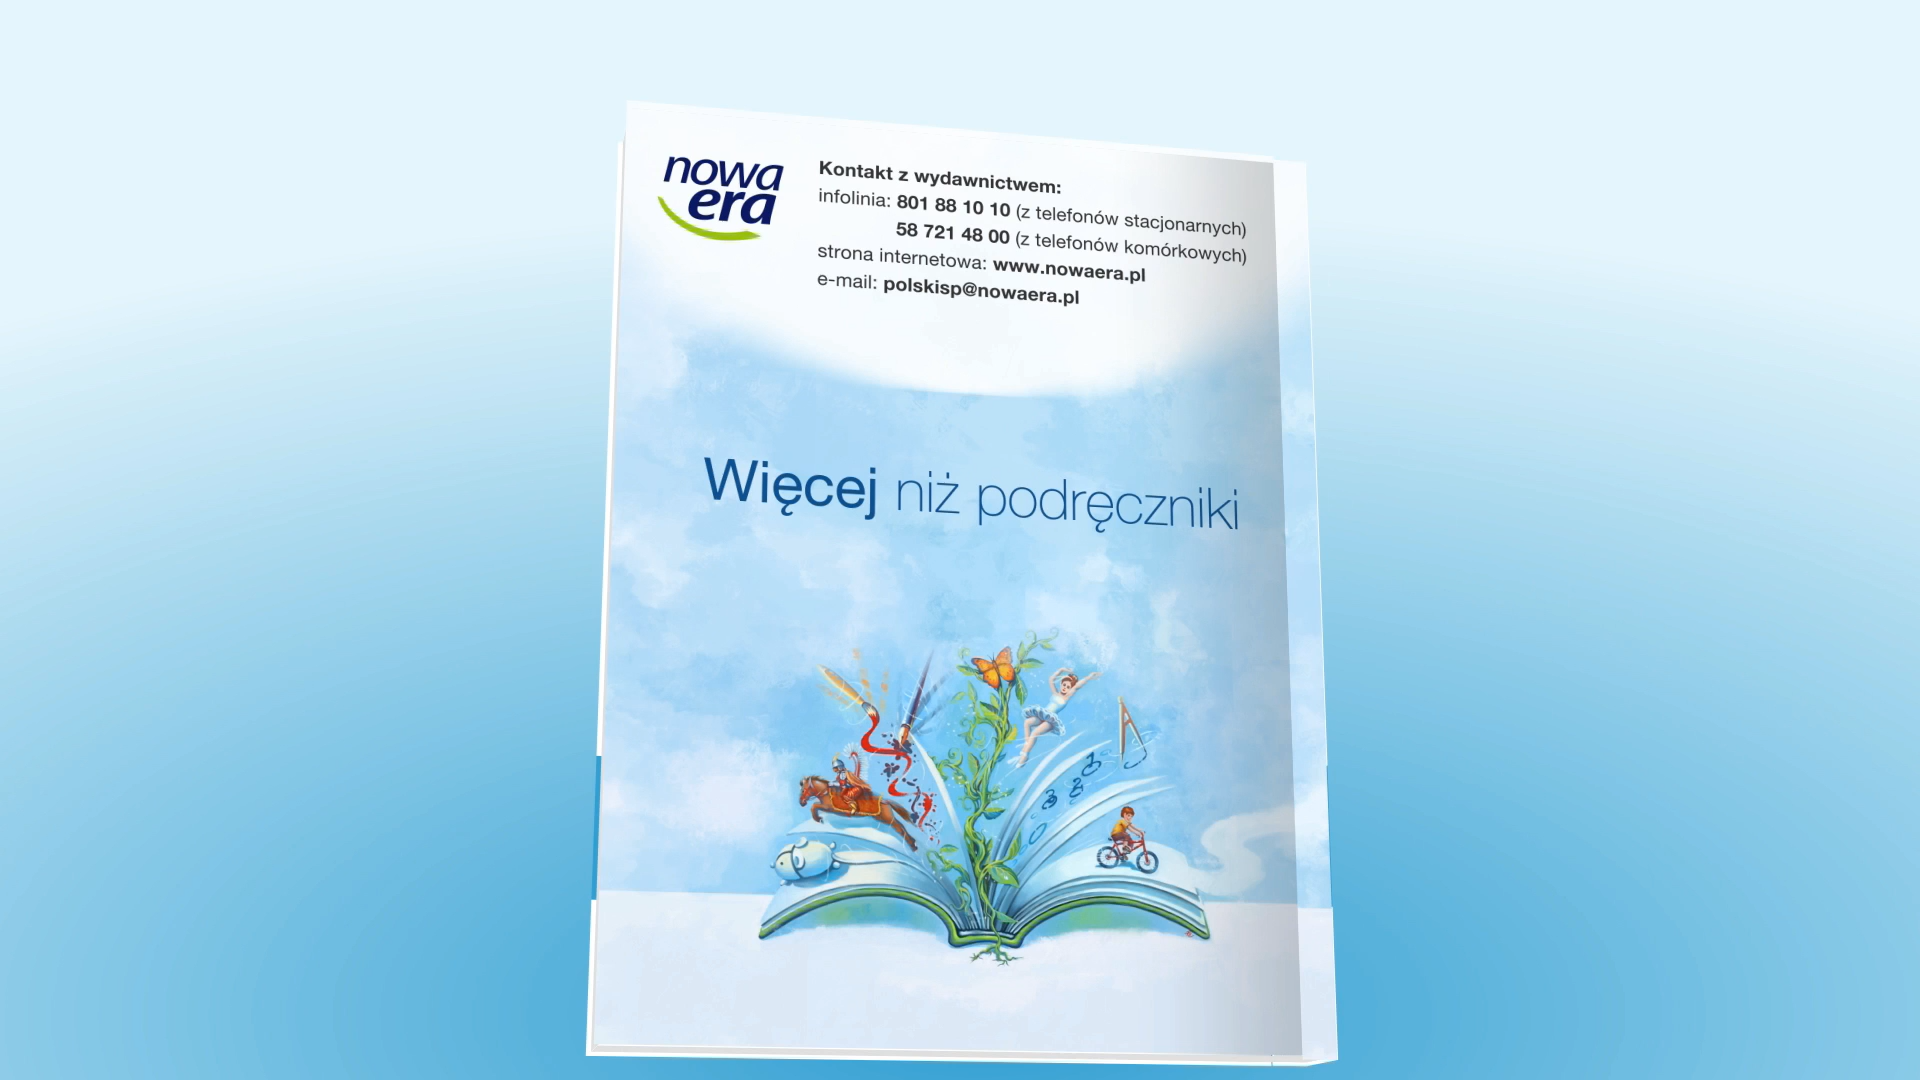 nowa
era
Kontakt z wydawnictwem:
infolinia: 801 88 10 10 (z telefonów stacjonarnych)
58 721 48 00 (z telefonów komórkowych)
strona internetowa: www.nowaera.pl
e-mail: polskisp@nowaera.pl
Więcej niż podręczniki